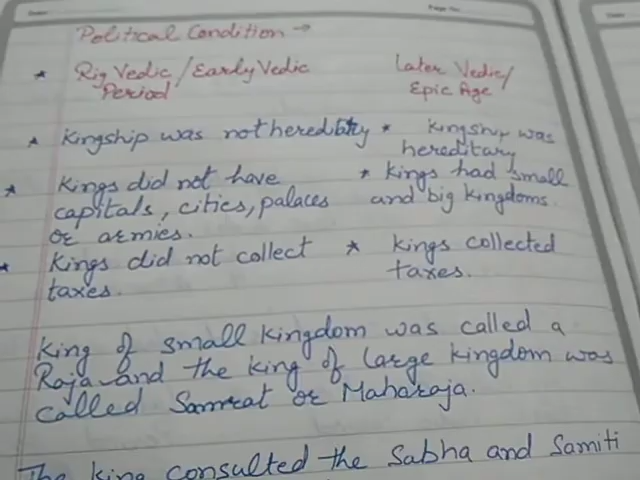 Political Condition →
* Rig Vedic / Early Vedic Period
Later Vedic / Epic Age
* Kingship was not hereditary
* Kingship was hereditary
* Kings did not have capitals, cities, palaces or armies.
* Kings had small and big kingdoms.
* Kings did not collect taxes.
* Kings collected taxes.
King of small kingdom was called a
Raja and the king of large kingdom was
called Samrat or Maharaja.
The king consulted the Sabha and Samiti